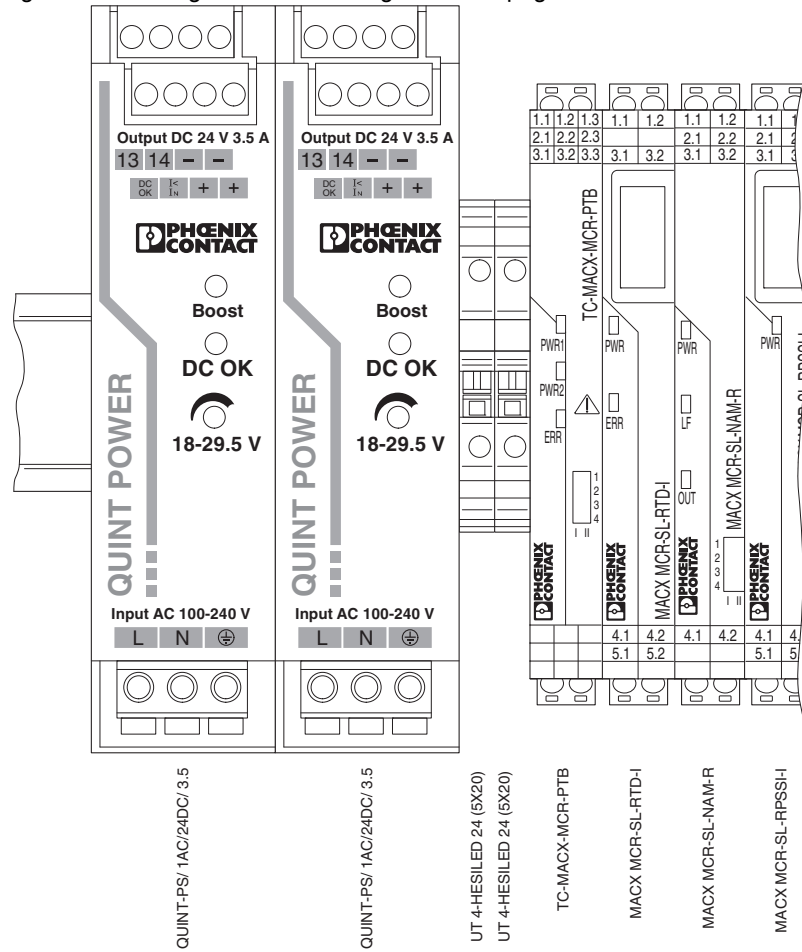 Output DC 24 V 3.5 A
13 14 – –
DC OK I< IN + +
PHŒNIX CONTACT
Boost
DC OK
18-29.5 V
QUINT POWER
Input AC 100-240 V
L N
Output DC 24 V 3.5 A
13 14 – –
DC OK I< IN + +
PHŒNIX CONTACT
Boost
DC OK
18-29.5 V
QUINT POWER
Input AC 100-240 V
L N
1.1 1.2 1.3
2.1 2.2 2.3
3.1 3.2 3.3
TC-MACX-MCR-PTB
PWR1
PWR2
ERR
1
2
3
4
I II
PHŒNIX CONTACT
1.1 1.2
3.1 3.2
PWR
ERR
MACX MCR-SL-RTD-I
PHŒNIX CONTACT
4.1 4.2
5.1 5.2
1.1 1.2
2.1 2.2
3.1 3.2
PWR
LF
OUT
MACX MCR-SL-NAM-R
1
2
3
4
I II
PHŒNIX CONTACT
4.1 4.2
1.1
2.1
3.1
PWR
PHŒNIX CONTACT
4.1
5.1
QUINT-PS/ 1AC/24DC/ 3.5
QUINT-PS/ 1AC/24DC/ 3.5
UT 4-HESILED 24 (5X20)
UT 4-HESILED 24 (5X20)
TC-MACX-MCR-PTB
MACX MCR-SL-RTD-I
MACX MCR-SL-NAM-R
MACX MCR-SL-RPSSI-I